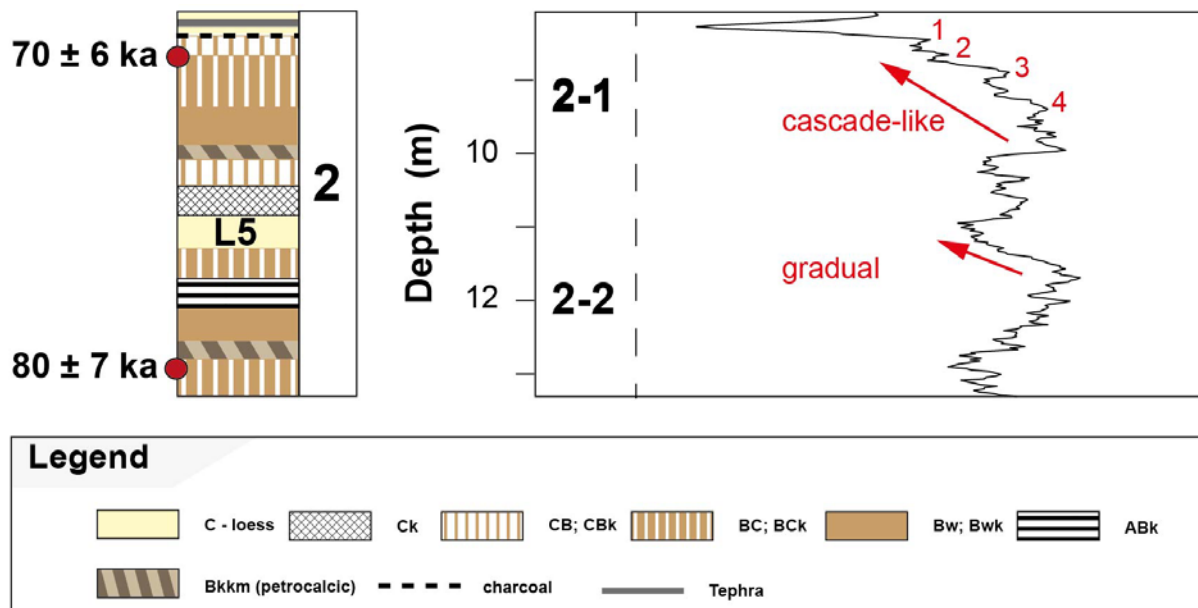 70 ± 6 ka
80 ± 7 ka
L5
2
Depth (m)
10
12
2-1
2-2
1
2
3
4
cascade-like
gradual
Legend
C - loess
Ck
CB; CBk
BC; BCk
Bw; Bwk
ABk
Bkkm (petrocalcic)
charcoal
Tephra